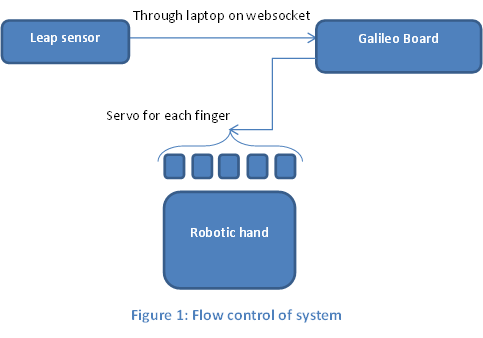 Through laptop on websocket
Leap sensor
Galileo Board
Servo for each finger
Robotic hand
Figure 1: Flow control of system